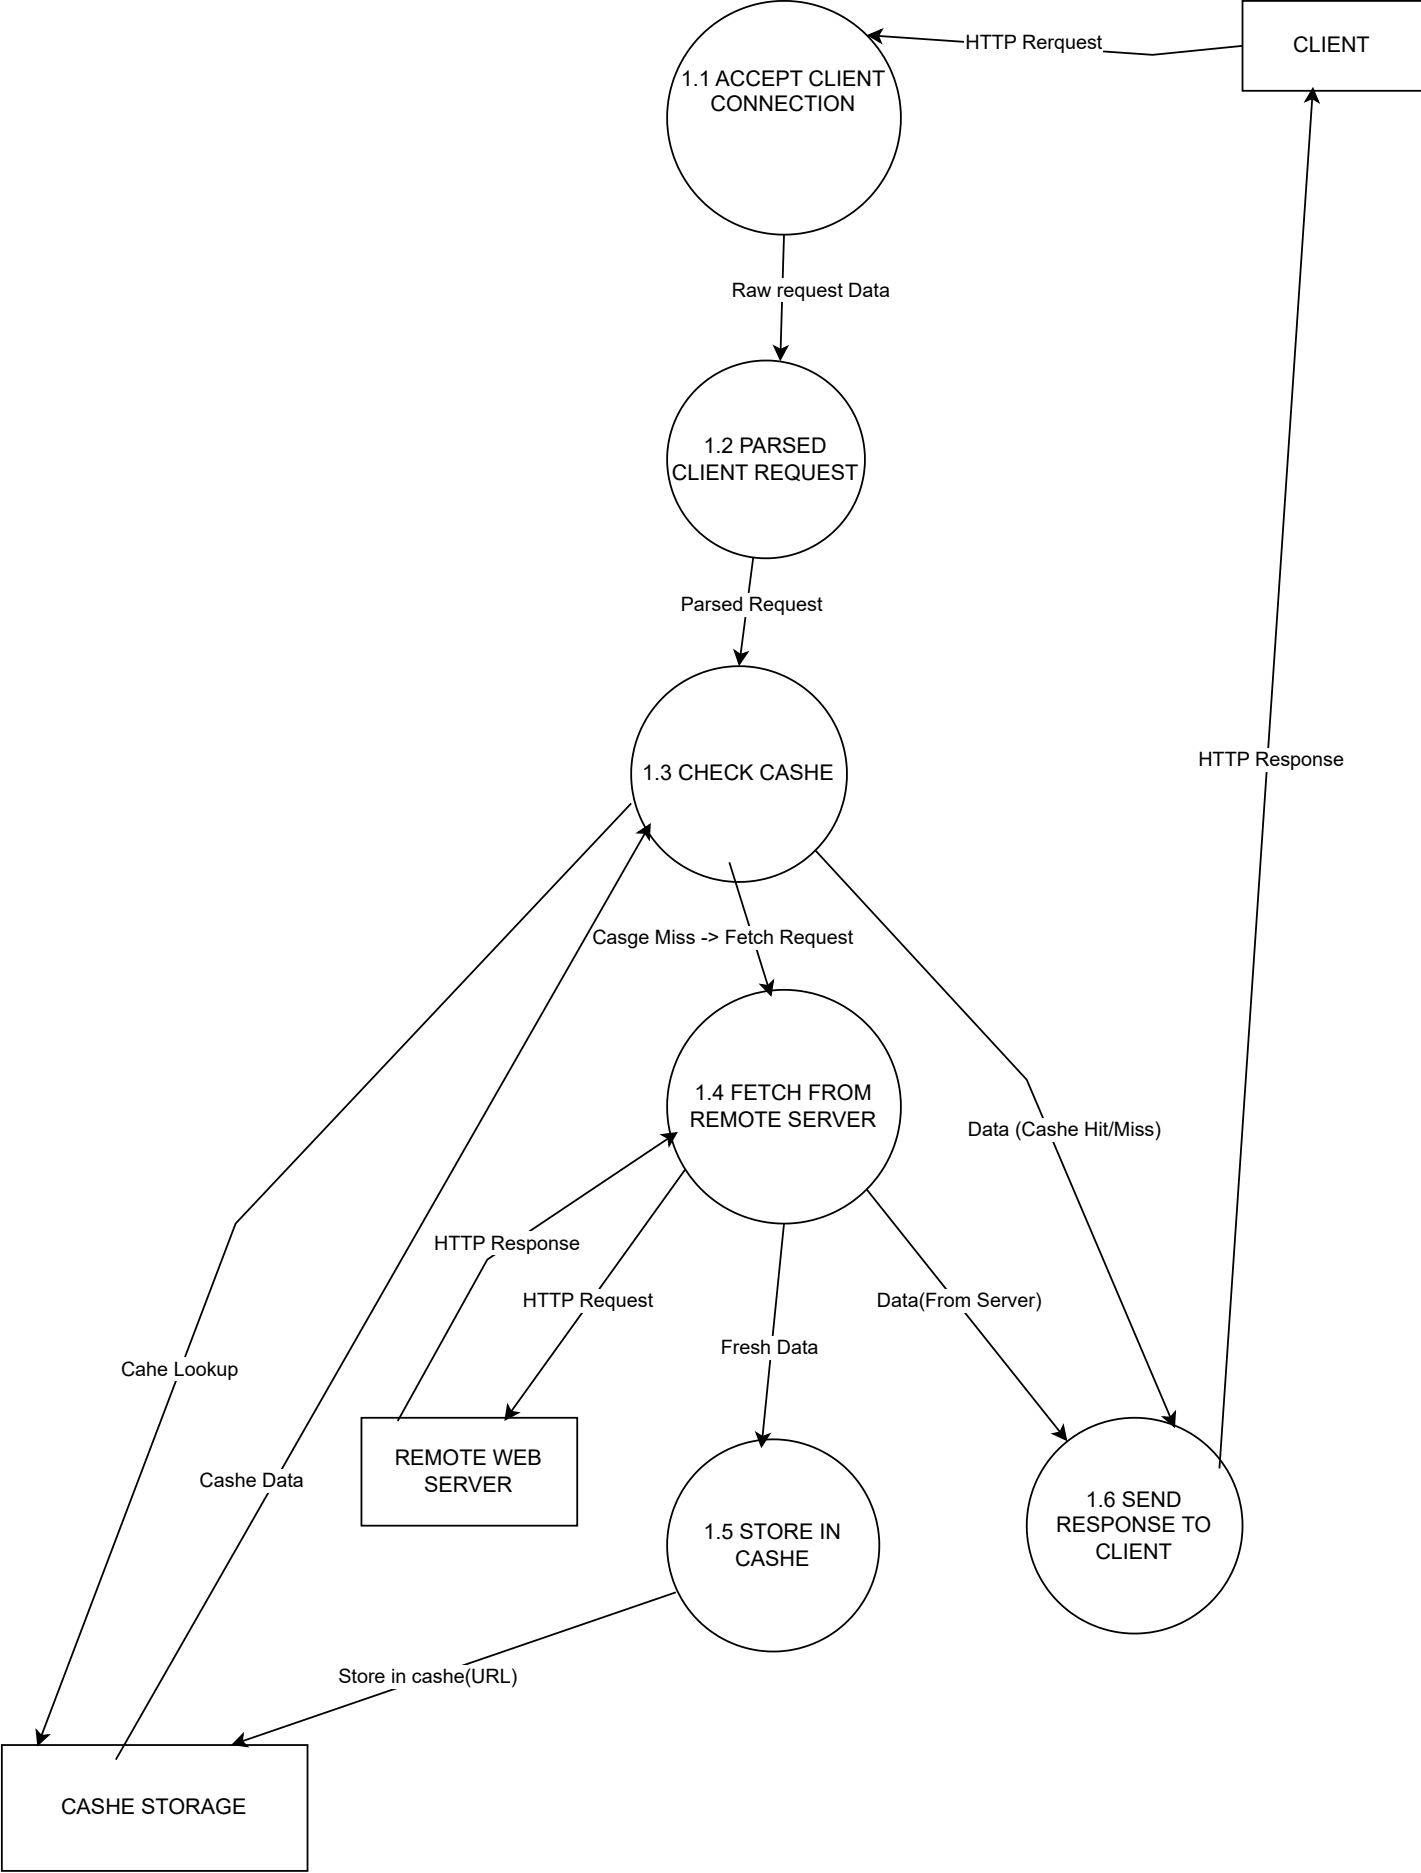 HTTP Rerquest
CLIENT
1.1 ACCEPT CLIENT
CONNECTION
Raw request Data
1.2 PARSED
CLIENT REQUEST
Parsed Request
1.3 CHECK CASHE
HTTP Response
Casge Miss -> Fetch Request
1.4 FETCH FROM
REMOTE SERVER
Data (Cashe Hit/Miss)
HTTP Response
HTTP Request
Data(From Server)
Fresh Data
Cahe Lookup
REMOTE WEB
SERVER
Cashe Data
1.5 STORE IN
CASHE
1.6 SEND
RESPONSE TO
CLIENT
Store in cashe(URL)
CASHE STORAGE